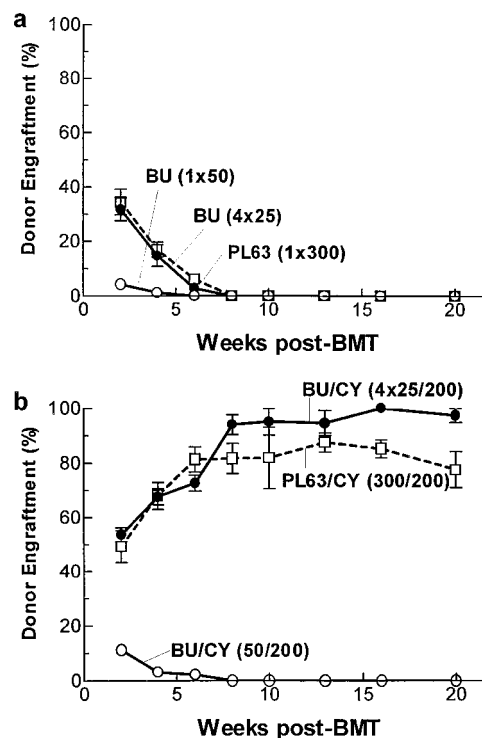 a
100
80
60
40
20
0
Donor Engraftment (%)
BU (1x50)
BU (4x25)
PL63 (1x300)
0 5 10 15 20
Weeks post-BMT
b
100
80
60
40
20
0
Donor Engraftment (%)
BU/CY (4x25/200)
PL63/CY (300/200)
BU/CY (50/200)
0 5 10 15 20
Weeks post-BMT